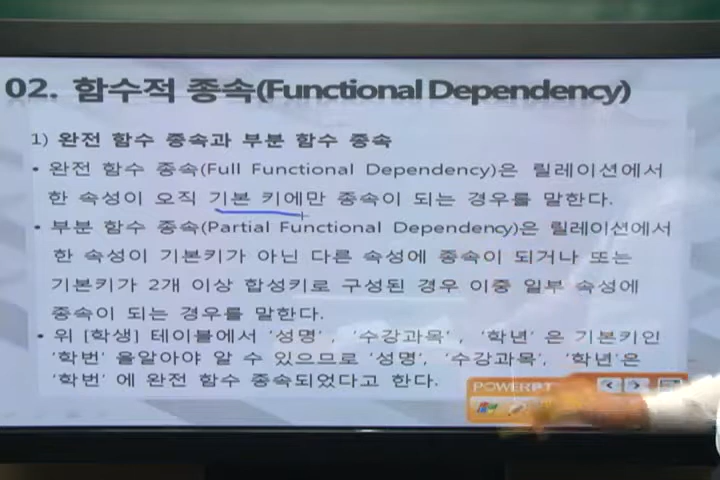 02. 함수적 종속(Functional Dependency)
1) 완전 함수 종속과 부분 함수 종속
• 완전 함수 종속(Full Functional Dependency)은 릴레이션에서
한 속성이 오직 기본 키에만 종속이 되는 경우를 말한다.
• 부분 함수 종속(Partial Functional Dependency)은 릴레이션에서
한 속성이 기본키가 아닌 다른 속성에 종속이 되거나 또는
기본키가 2개 이상 합성키로 구성된 경우 이중 일부 속성에
종속이 되는 경우를 말한다.
• 위 [학생] 테이블에서 ‘성명’, ‘수강과목’, ‘학년’ 은 기본키인
‘학번’ 을알아야 알 수 있으므로 ‘성명’, ‘수강과목’, ‘학년’은
‘학번’ 에 완전 함수 종속되었다고 한다.